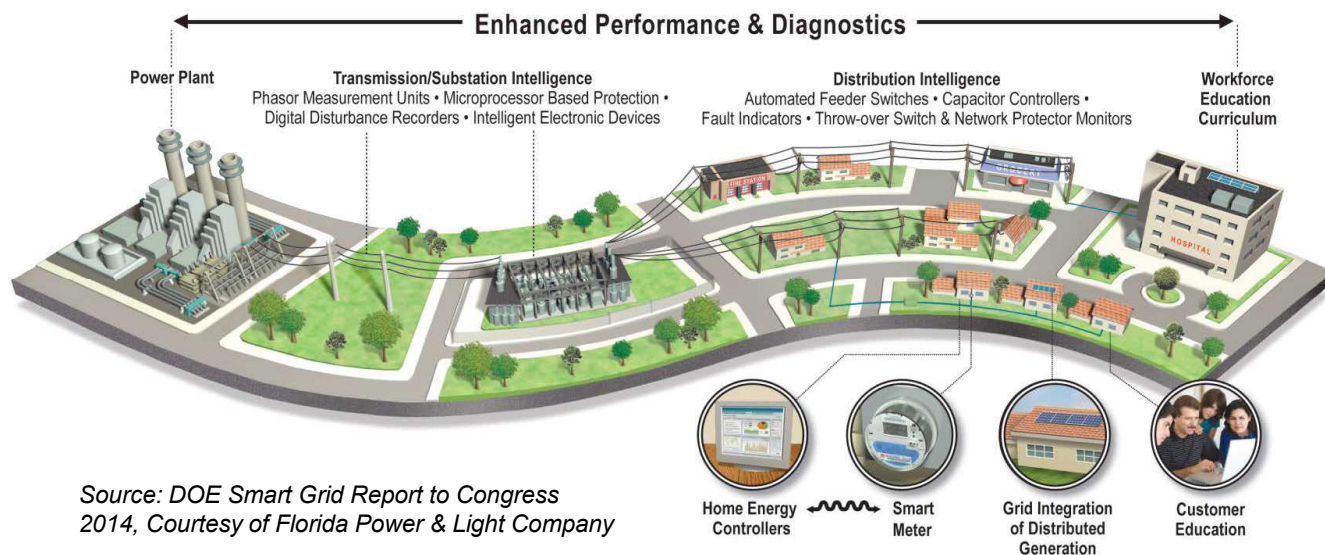 Enhanced Performance & Diagnostics
Power Plant
Transmission/Substation Intelligence
Phasor Measurement Units • Microprocessor Based Protection •
Digital Disturbance Recorders • Intelligent Electronic Devices
Distribution Intelligence
Automated Feeder Switches • Capacitor Controllers •
Fault Indicators • Throw-over Switch & Network Protector Monitors
Workforce
Education
Curriculum
FIRE STATION
GROCERY
HOSPITAL
Home Energy
Controllers
Smart
Meter
Grid Integration
of Distributed
Generation
Customer
Education
Source: DOE Smart Grid Report to Congress
2014, Courtesy of Florida Power & Light Company